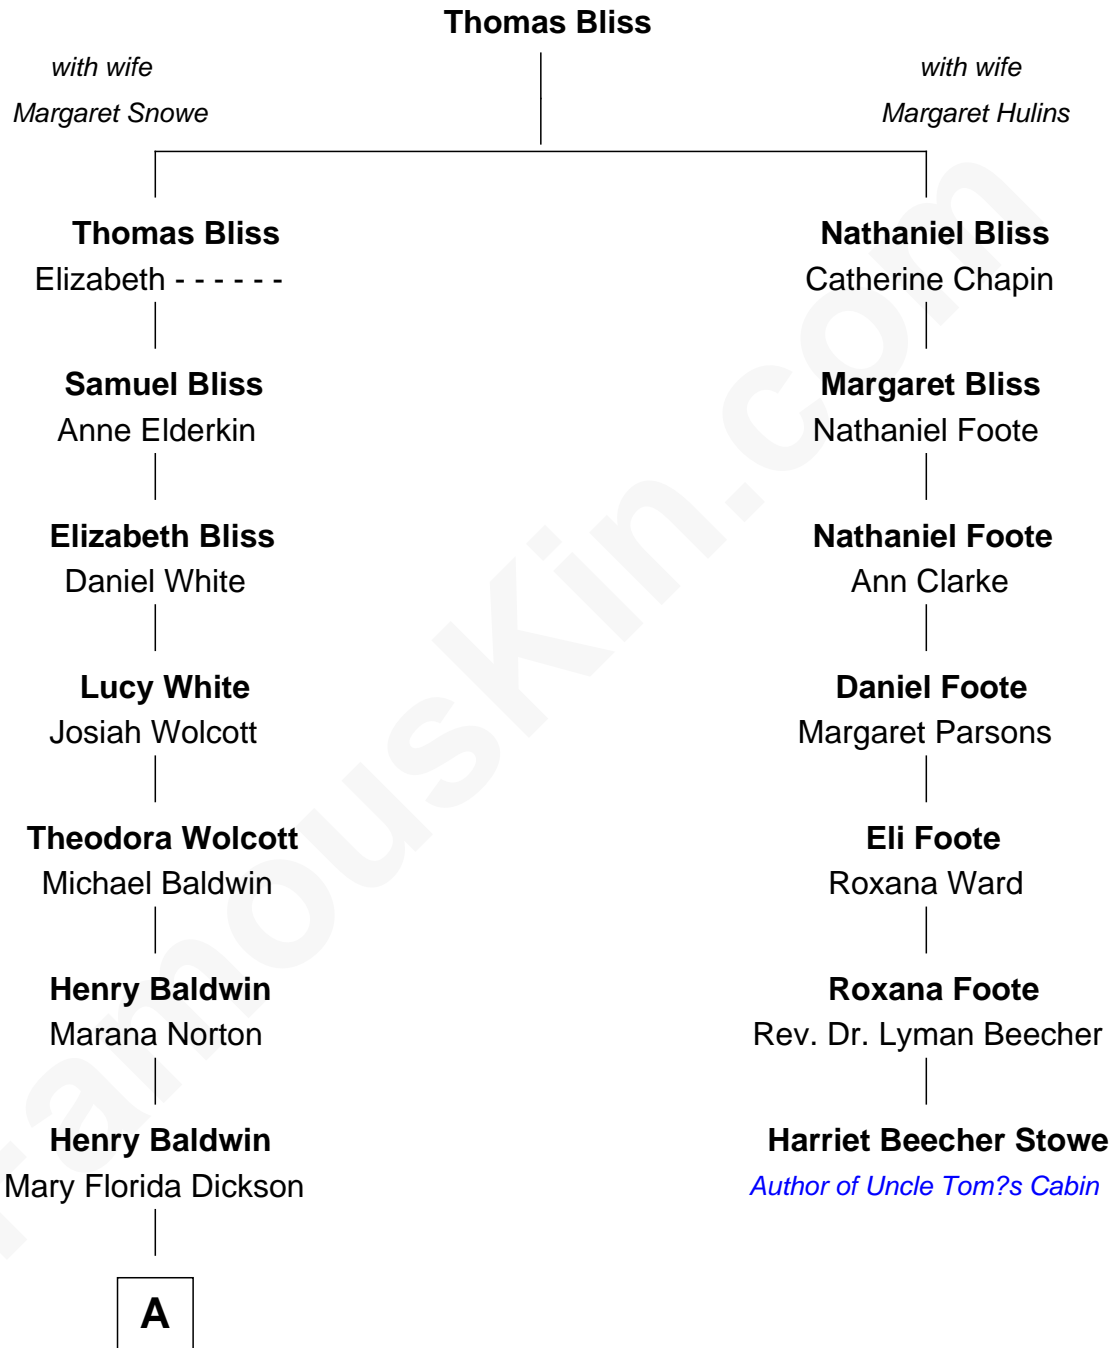 Thomas Bliss
with wife
Margaret Snowe
with wife
Margaret Hulins
Thomas Bliss
Elizabeth - - - - - -
Samuel Bliss
Anne Elderkin
Elizabeth Bliss
Daniel White
Lucy White
Josiah Wolcott
Theodora Wolcott
Michael Baldwin
Henry Baldwin
Marana Norton
Henry Baldwin
Mary Florida Dickson
A
Nathaniel Bliss
Catherine Chapin
Margaret Bliss
Nathaniel Foote
Nathaniel Foote
Ann Clarke
Daniel Foote
Margaret Parsons
Eli Foote
Roxana Ward
Roxana Foote
Rev. Dr. Lyman Beecher
Harriet Beecher Stowe
Author of Uncle Tom?s Cabin
FamousKin.com